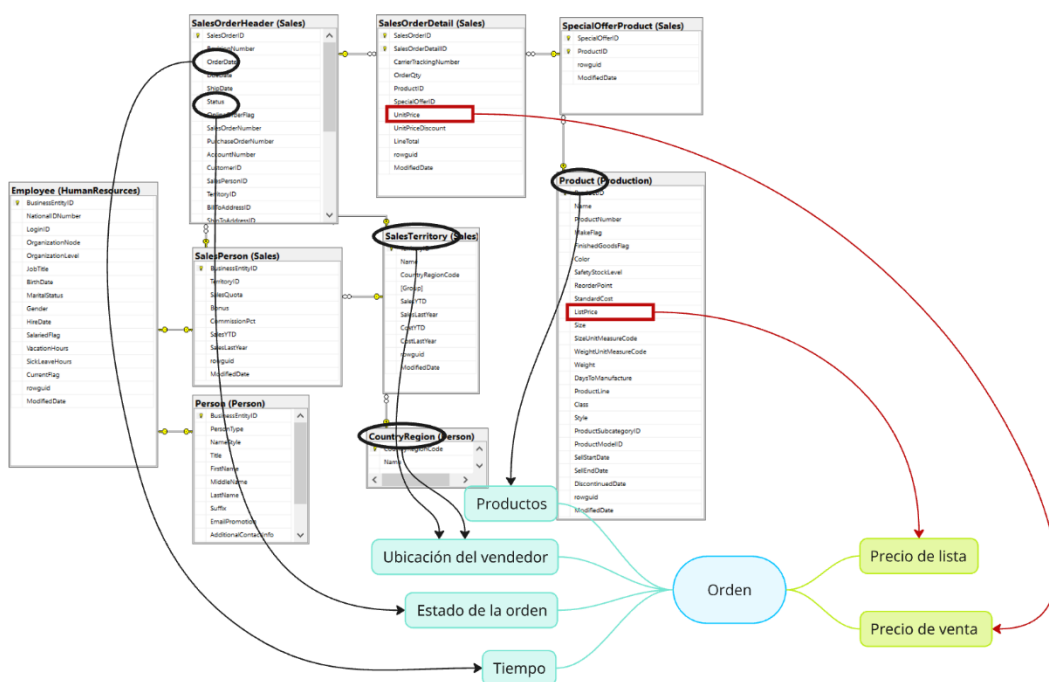 SalesOrderHeader (Sales)
SalesOrderID
RevisionNumber
OrderDate
DueDate
ShipDate
Status
OnlineOrderFlag
SalesOrderNumber
PurchaseOrderNumber
AccountNumber
CustomerID
SalesPersonID
TerritoryID
BillToAddressID
ShipToAddressID
SalesOrderDetail (Sales)
SalesOrderID
SalesOrderDetailID
CarrierTrackingNumber
OrderQty
ProductID
SpecialOfferID
UnitPrice
UnitPriceDiscount
LineTotal
rowguid
ModifiedDate
SpecialOfferProduct (Sales)
SpecialOfferID
ProductID
rowguid
ModifiedDate
Employee (HumanResources)
BusinessEntityID
NationalIDNumber
LoginID
OrganizationNode
OrganizationLevel
JobTitle
BirthDate
MaritalStatus
Gender
HireDate
SalariedFlag
VacationHours
SickLeaveHours
CurrentFlag
rowguid
ModifiedDate
SalesPerson (Sales)
BusinessEntityID
TerritoryID
SalesQuota
Bonus
CommissionPct
SalesYTD
SalesLastYear
rowguid
ModifiedDate
SalesTerritory (Sales)
TerritoryID
Name
CountryRegionCode
[Group]
SalesYTD
SalesLastYear
CostYTD
CostLastYear
rowguid
ModifiedDate
Product (Production)
ProductID
Name
ProductNumber
MakeFlag
FinishedGoodsFlag
Color
SafetyStockLevel
ReorderPoint
StandardCost
ListPrice
Size
SizeUnitMeasureCode
WeightUnitMeasureCode
Weight
DaysToManufacture
ProductLine
Class
Style
ProductSubcategoryID
ProductModelID
SellStartDate
SellEndDate
DiscontinuedDate
rowguid
ModifiedDate
Person (Person)
BusinessEntityID
PersonType
NameStyle
Title
FirstName
MiddleName
LastName
Suffix
EmailPromotion
AdditionalContactInfo
CountryRegion (Person)
CountryRegionCode
Name
Productos
Ubicación del vendedor
Estado de la orden
Tiempo
Orden
Precio de lista
Precio de venta